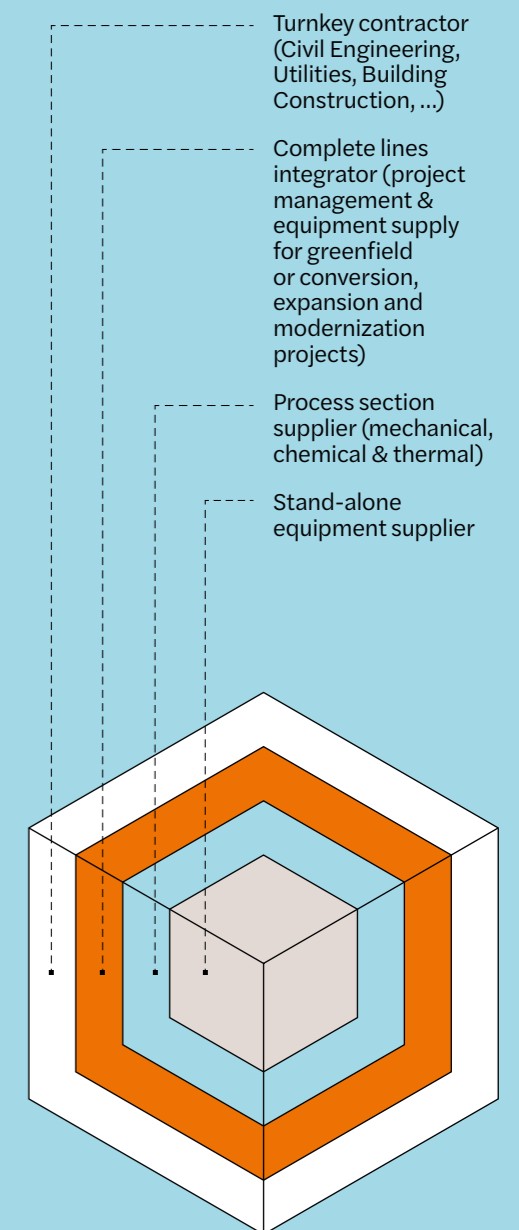 Turnkey contractor
(Civil Engineering,
Utilities, Building
Construction, ...)
Complete lines
integrator (project
management &
equipment supply
for greenfield
or conversion,
expansion and
modernization
projects)
Process section
supplier (mechanical,
chemical & thermal)
Stand-alone
equipment supplier